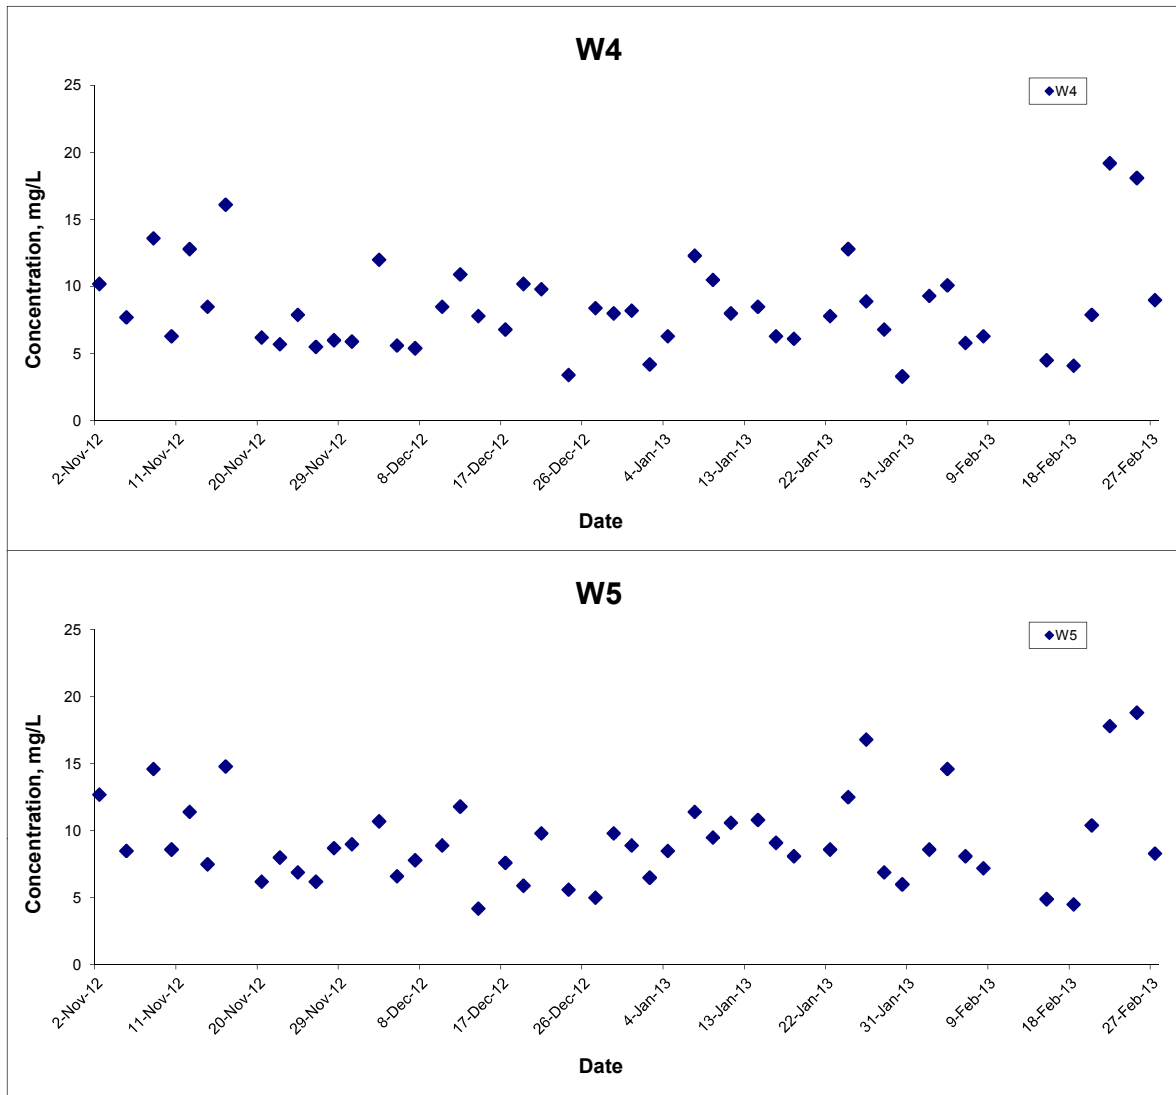 W4
W4
Concentration, mg/L
25
20
15
10
5
0
2-Nov-12
11-Nov-12
20-Nov-12
29-Nov-12
8-Dec-12
17-Dec-12
26-Dec-12
4-Jan-13
13-Jan-13
22-Jan-13
31-Jan-13
9-Feb-13
18-Feb-13
27-Feb-13
Date
W5
W5
Concentration, mg/L
25
20
15
10
5
0
2-Nov-12
11-Nov-12
20-Nov-12
29-Nov-12
8-Dec-12
17-Dec-12
26-Dec-12
4-Jan-13
13-Jan-13
22-Jan-13
31-Jan-13
9-Feb-13
18-Feb-13
27-Feb-13
Date